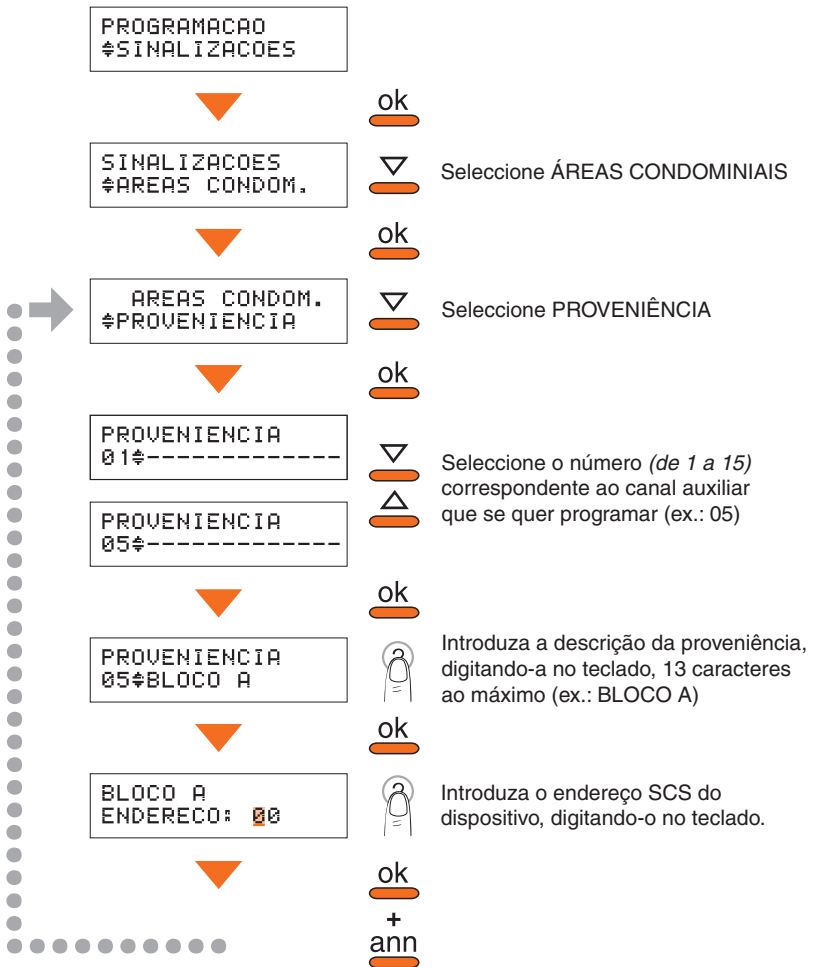 PROGRAMACAO
SINALIZACOES
ok
SINALIZACOES
AREAS CONDOM.
Seleccione ÁREAS CONDOMINIAIS
ok
AREAS CONDOM.
PROVENIENCIA
Seleccione PROVENIÊNCIA
ok
PROVENIENCIA
01-------------
PROVENIENCIA
05-------------
Seleccione o número (de 1 a 15)
correspondente ao canal auxiliar
que se quer programar (ex.: 05)
ok
PROVENIENCIA
05BLOCO A
Introduza a descrição da proveniência,
digitando-a no teclado, 13 caracteres
ao máximo (ex.: BLOCO A)
ok
BLOCO A
ENDERECO: 00
Introduza o endereço SCS do
dispositivo, digitando-o no teclado.
ok
+
ann